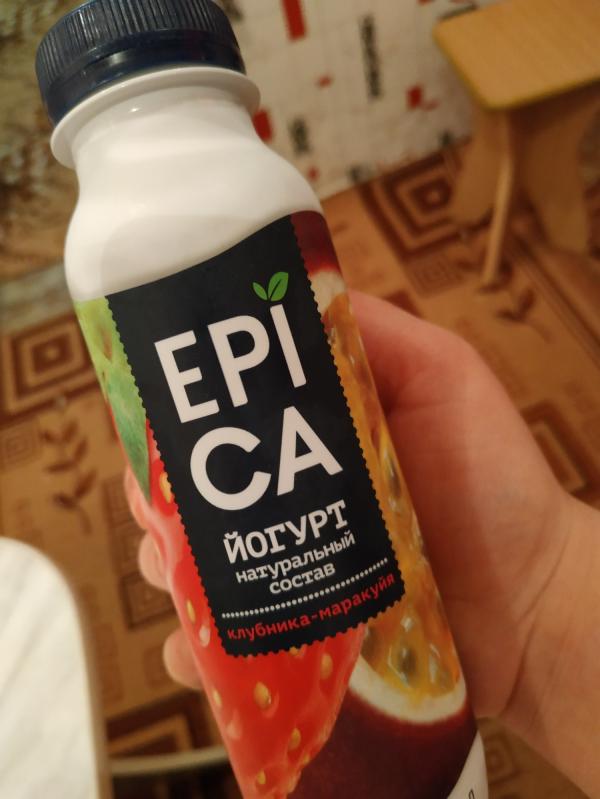 EPİ
CA
йогурт
натуральный
состав
клубника-маракуйя